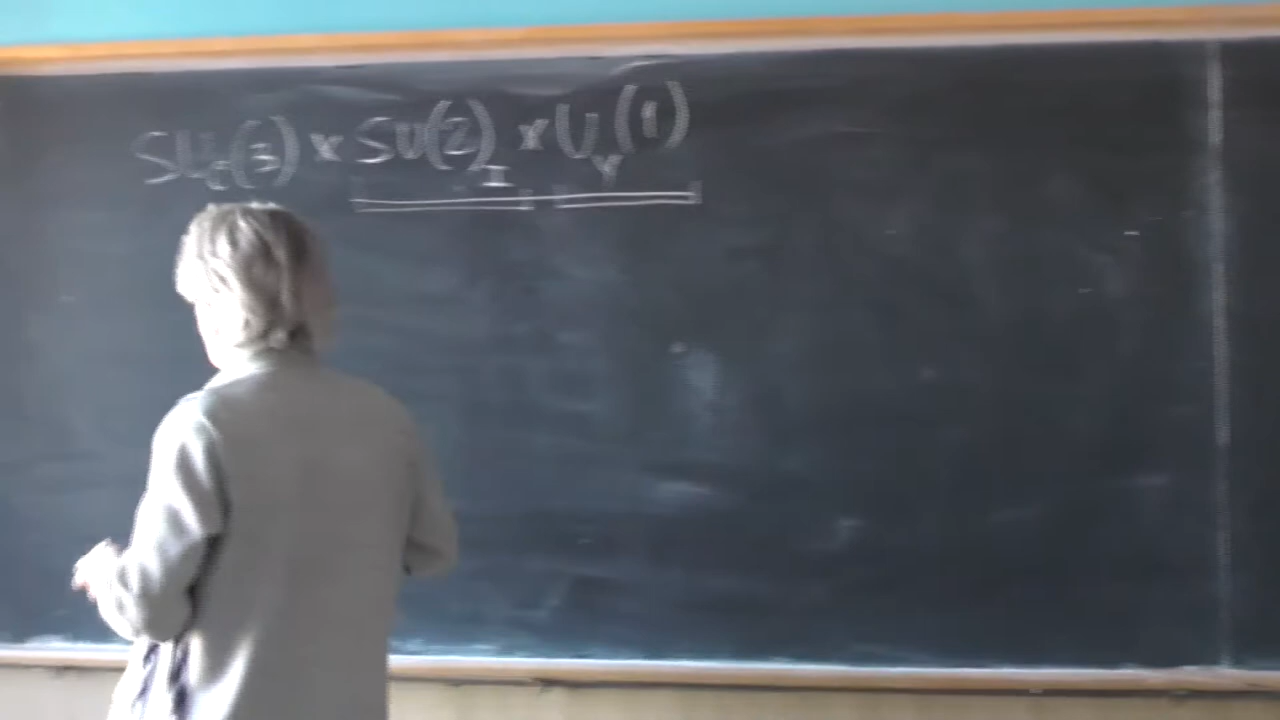 SU_C(3) x SU(2)_I x U_Y(1)